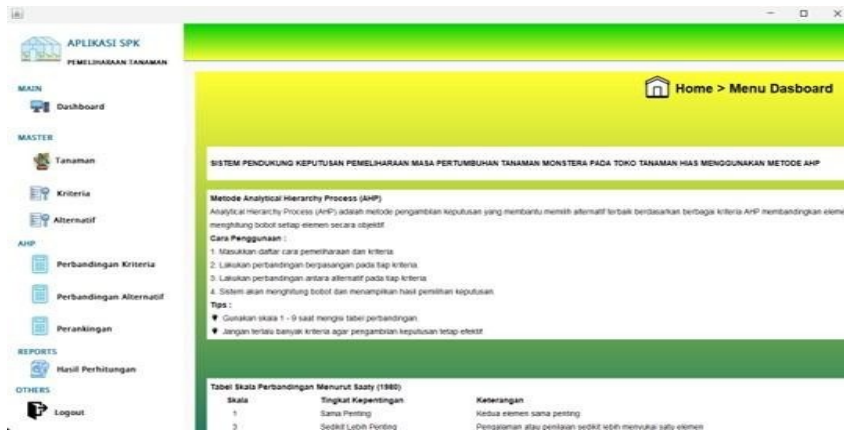 APLIKASI SPK
PEMELIHARAAN TANAMAN
MAIN
Dashboard
MASTER
Tanaman
Kriteria
Alternatif
AHP
Perbandingan Kriteria
Perbandingan Alternatif
Perankingan
REPORTS
Hasil Perhitungan
OTHERS
Logout
Home > Menu Dasboard
SISTEM PENDUKUNG KEPUTUSAN PEMELIHARAAN MASA PERTUMBUHAN TANAMAN MONSTERA PADA TOKO TANAMAN HIAS MENGGUNAKAN METODE AHP
Metode Analytical Hierarchy Process (AHP)
Analytical Hierarchy Process (AHP) adalah metode pengambilan keputusan yang membantu memilih alternatif terbaik berdasarkan berbagai kriteria AHP membandingkan eleme
menghitung bobot setiap elemen secara objektif
Cara Penggunaan :
1. Masukkan daftar cara pemeliharaan dan kriteria
2. Lakukan perbandingan berpasangan pada tiap kriteria
3. Lakukan perbandingan antara alternatif pada tiap kriteria
4. Sistem akan menghitung bobot dan menampilkan hasil pemilihan keputusan
Tips :
Gunakan skala 1 - 9 saat mengisi tabel perbandingan
Jangan terlalu banyak kriteria agar pengambilan keputusan tetap efektif
Tabel Skala Perbandingan Menurut Saaty (1980)
Skala Tingkat Kepentingan Keterangan
1 Sama Penting Kedua elemen sama penting
3 Sedikit Lebih Penting Pengalaman atau penilaian sedikit lebih menyukai satu elemen